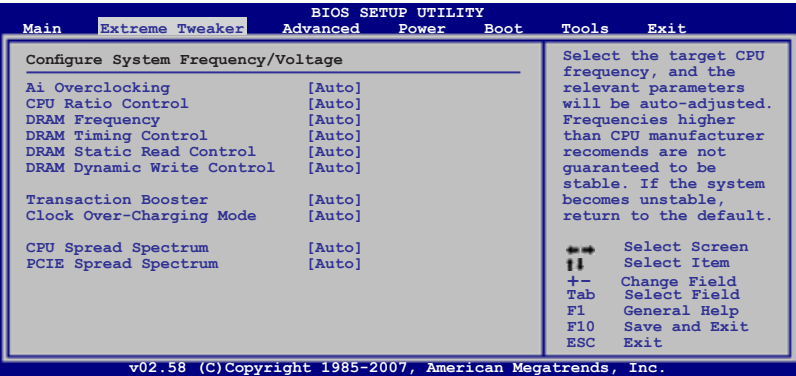 BIOS SETUP UTILITY
Main Extreme Tweaker Advanced Power Boot Tools Exit
Configure System Frequency/Voltage
Ai Overclocking [Auto]
CPU Ratio Control [Auto]
DRAM Frequency [Auto]
DRAM Timing Control [Auto]
DRAM Static Read Control [Auto]
DRAM Dynamic Write Control [Auto]
Transaction Booster [Auto]
Clock Over-Charging Mode [Auto]
CPU Spread Spectrum [Auto]
PCIE Spread Spectrum [Auto]
Select the target CPU
frequency, and the
relevant parameters
will be auto-adjusted.
Frequencies higher
than CPU manufacturer
recomends are not
guaranteed to be
stable. If the system
becomes unstable,
return to the default.
←→ Select Screen
↑↓ Select Item
+- Change Field
Tab Select Field
F1 General Help
F10 Save and Exit
ESC Exit
v02.58 (C)Copyright 1985-2007, American Megatrends, Inc.